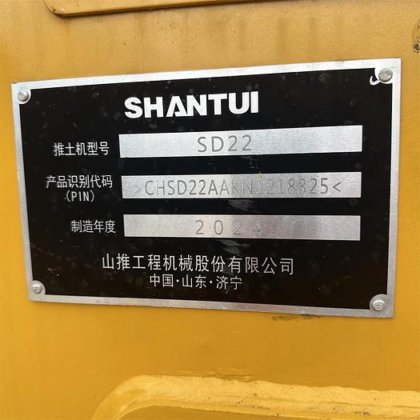 SHANTUI
推土机型号 SD22
产品识别代码
(PIN)
制造年度
山推工程机械股份有限公司
中国·山东·济宁